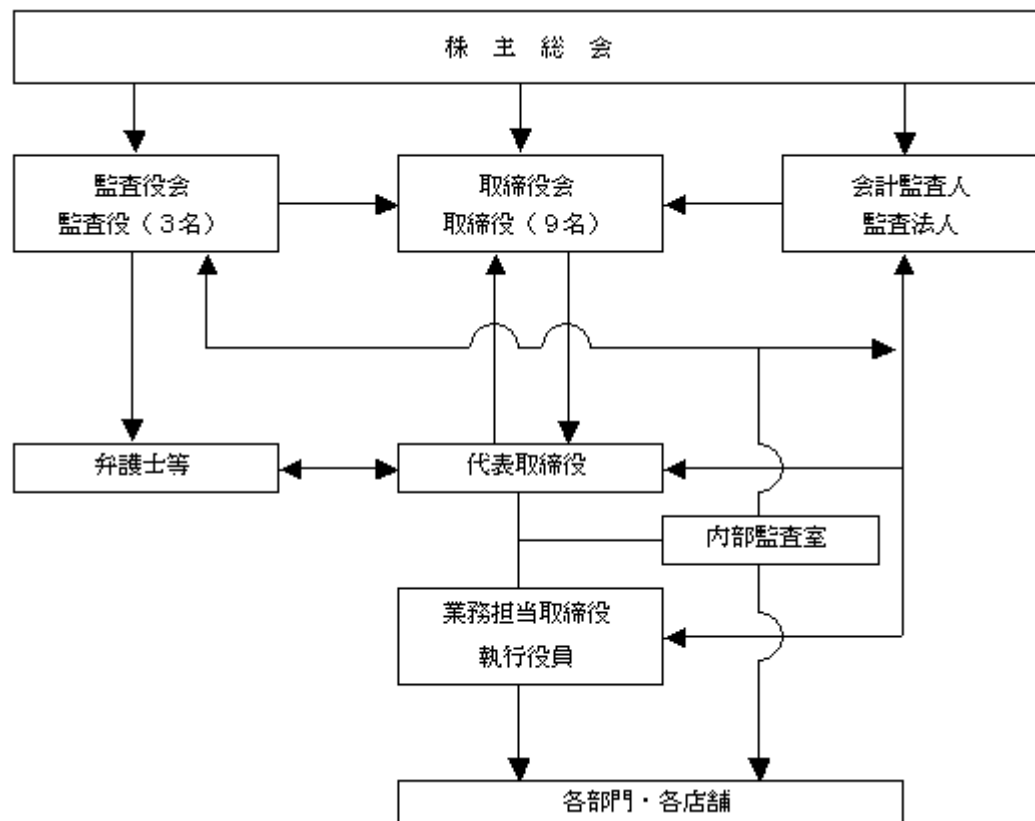 株 主 総 会
監査役会
監査役（３名）
取締役会
取締役（９名）
会計監査人
監査法人
弁護士等
代表取締役
内部監査室
業務担当取締役
執行役員
各部門・各店舗